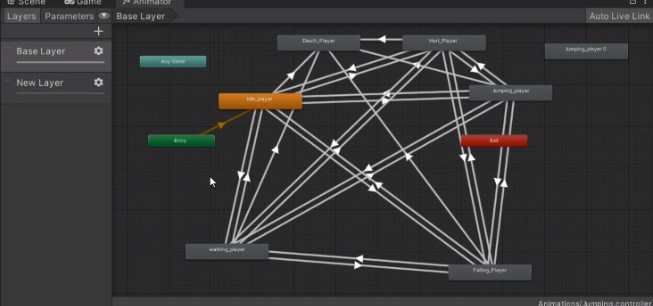 Scene Game Animator
Layers Parameters Base Layer Auto Live Link
Base Layer
New Layer
Death_Player
Hurt_Player
Jumping_player 0
Any State
Jumping_player
Idle_player
Entry
Exit
walking_player
Falling_Player
Animations/Jumping.controller